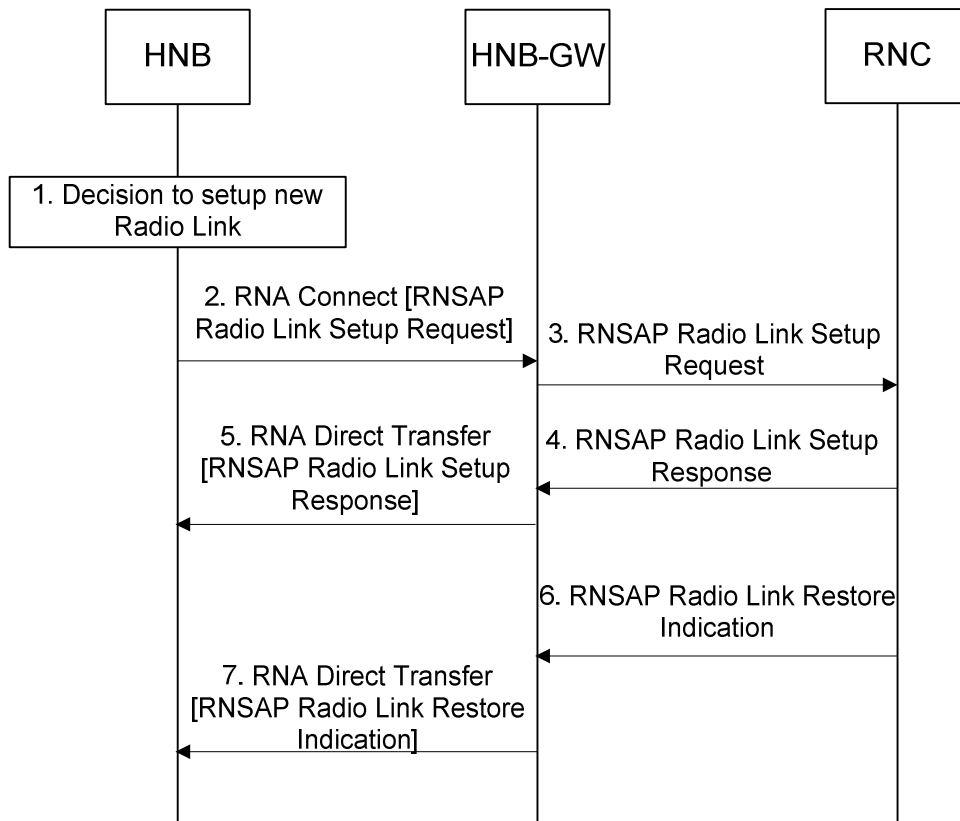 HNB
HNB-GW
RNC
1. Decision to setup new
Radio Link
2. RNA Connect [RNSAP
Radio Link Setup Request]
3. RNSAP Radio Link Setup
Request
5. RNA Direct Transfer
[RNSAP Radio Link Setup
Response]
4. RNSAP Radio Link Setup
Response
6. RNSAP Radio Link Restore
Indication
7. RNA Direct Transfer
[RNSAP Radio Link Restore
Indication]